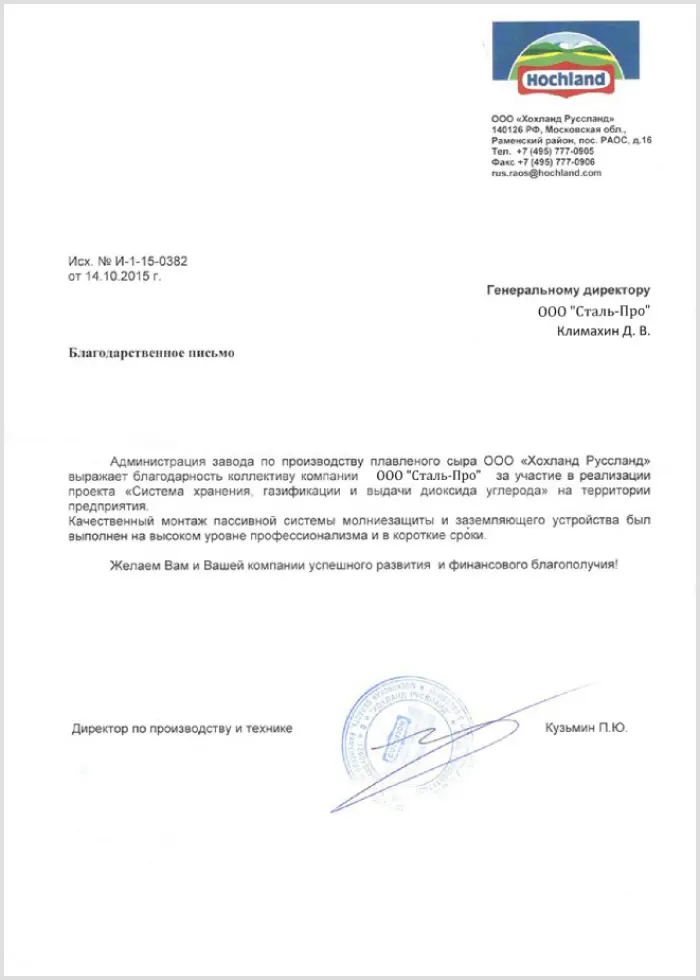 Hochland
ООО «Хохланд Руссланд»
140126 РФ, Московская обл.,
Раменский район, пос. РАОС, д.16
Тел. +7 (495) 777-0905
Факс +7 (495) 777-0906
rus.raos@hochland.com
Исх. № И-1-15-0382
от 14.10.2015 г.
Генеральному директору
ООО "Сталь-Про"
Климахин Д. В.
Благодарственное письмо
Администрация завода по производству плавленого сыра ООО «Хохланд Руссланд»
выражает благодарность коллективу компании ООО "Сталь-Про" за участие в реализации
проекта «Система хранения, газификации и выдачи диоксида углерода» на территории
предприятия.
Качественный монтаж пассивной системы молниезащиты и заземляющего устройства был
выполнен на высоком уровне профессионализма и в короткие сроки.
Желаем Вам и Вашей компании успешного развития и финансового благополучия!
Директор по производству и технике
Кузьмин П.Ю.